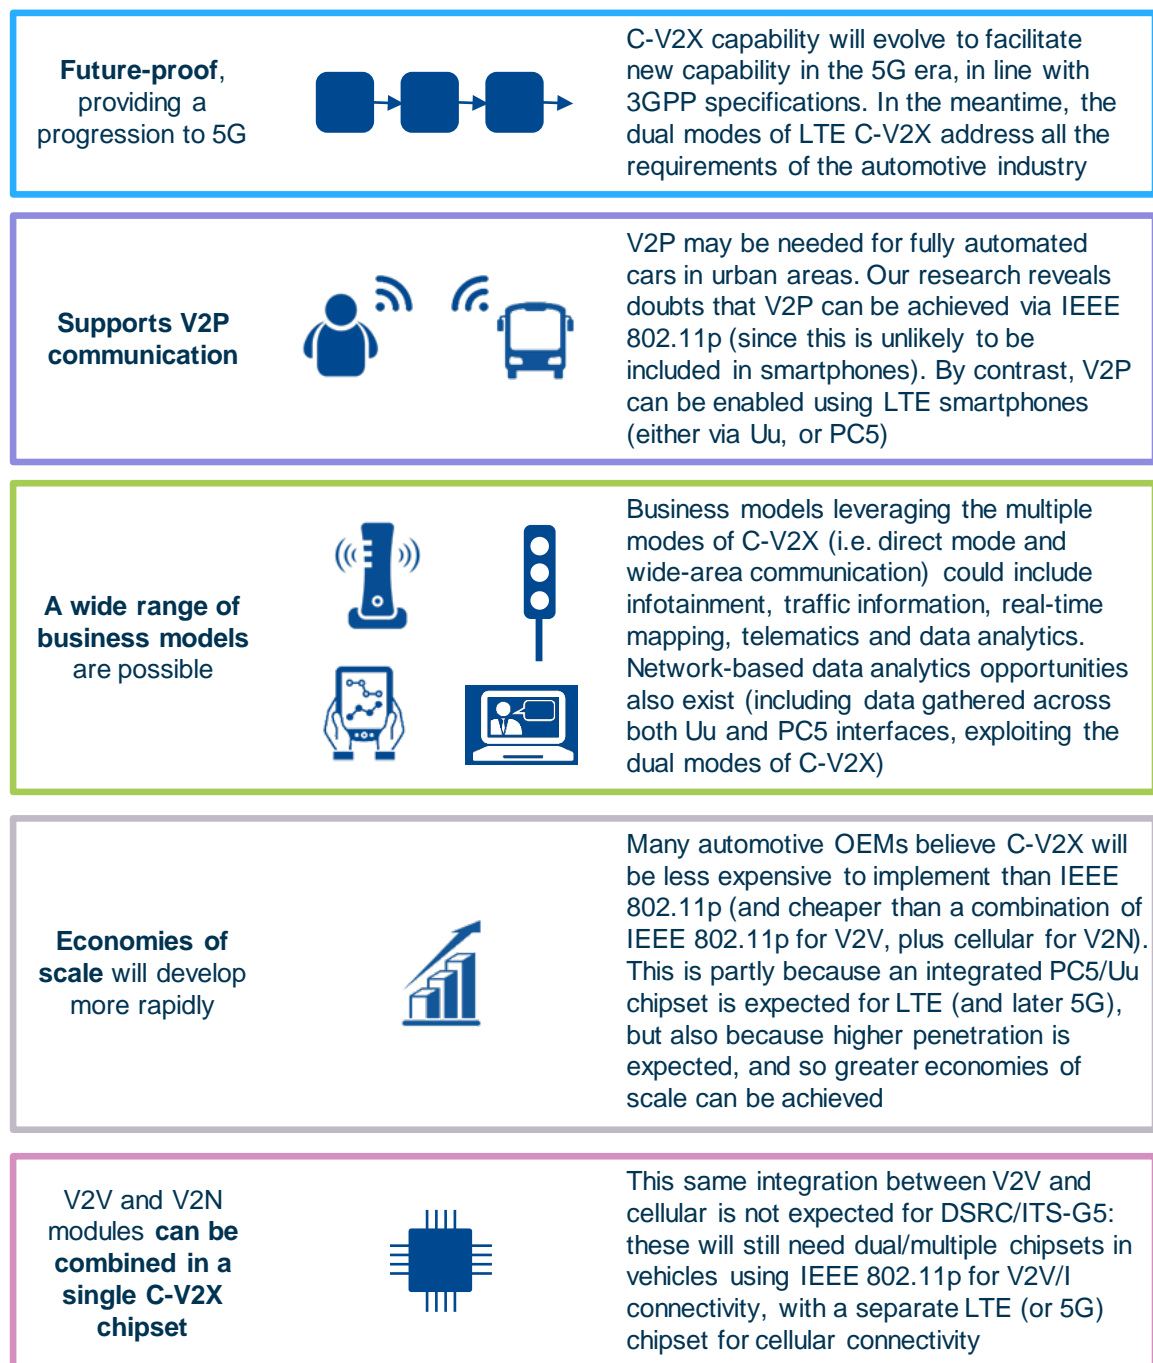 Future-proof,
providing a
progression to 5G
C-V2X capability will evolve to facilitate
new capability in the 5G era, in line with
3GPP specifications. In the meantime, the
dual modes of LTE C-V2X address all the
requirements of the automotive industry
Supports V2P
communication
V2P may be needed for fully automated
cars in urban areas. Our research reveals
doubts that V2P can be achieved via IEEE
802.11p (since this is unlikely to be
included in smartphones). By contrast, V2P
can be enabled using LTE smartphones
(either via Uu, or PC5)
A wide range of
business models
are possible
Business models leveraging the multiple
modes of C-V2X (i.e. direct mode and
wide-area communication) could include
infotainment, traffic information, real-time
mapping, telematics and data analytics.
Network-based data analytics opportunities
also exist (including data gathered across
both Uu and PC5 interfaces, exploiting the
dual modes of C-V2X)
Economies of
scale will develop
more rapidly
Many automotive OEMs believe C-V2X will
be less expensive to implement than IEEE
802.11p (and cheaper than a combination of
IEEE 802.11p for V2V, plus cellular for V2N).
This is partly because an integrated PC5/Uu
chipset is expected for LTE (and later 5G),
but also because higher penetration is
expected, and so greater economies of
scale can be achieved
V2V and V2N
modules can be
combined in a
single C-V2X
chipset
This same integration between V2V and
cellular is not expected for DSRC/ITS-G5:
these will still need dual/multiple chipsets in
vehicles using IEEE 802.11p for V2V/I
connectivity, with a separate LTE (or 5G)
chipset for cellular connectivity